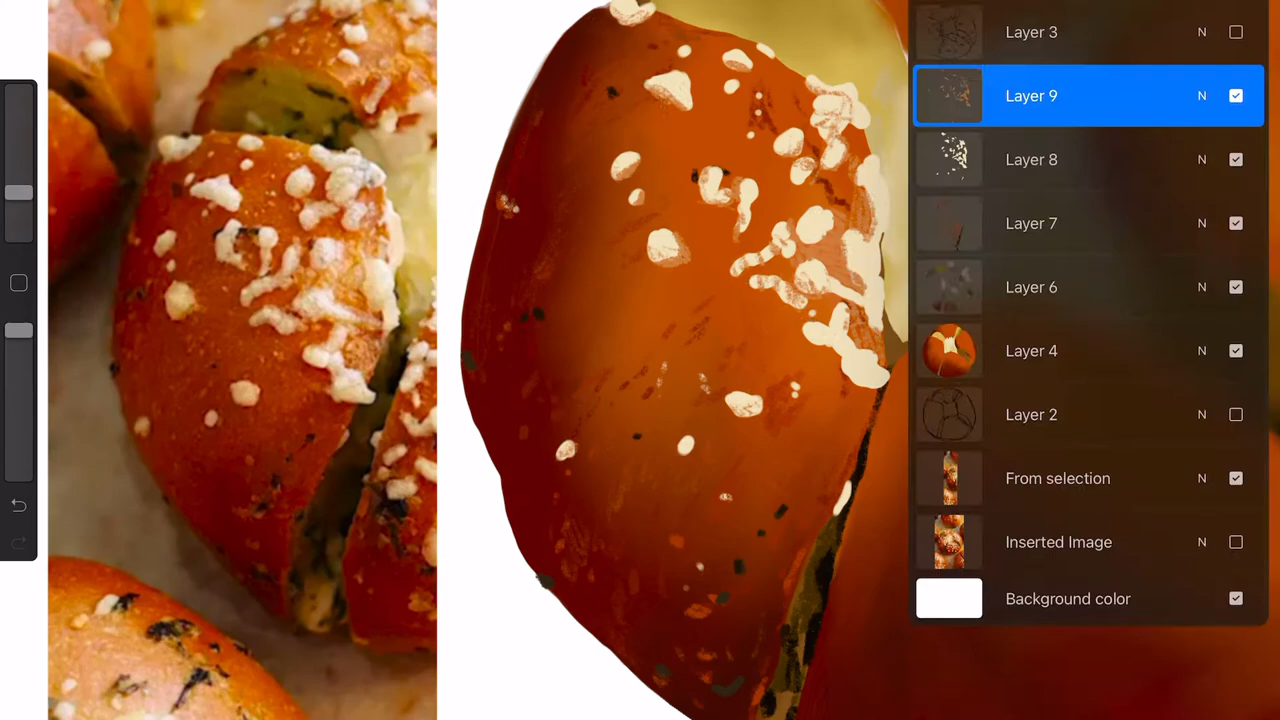 Layer 3 N
Layer 9 N
Layer 8 N
Layer 7 N
Layer 6 N
Layer 4 N
Layer 2 N
From selection N
Inserted Image N
Background color